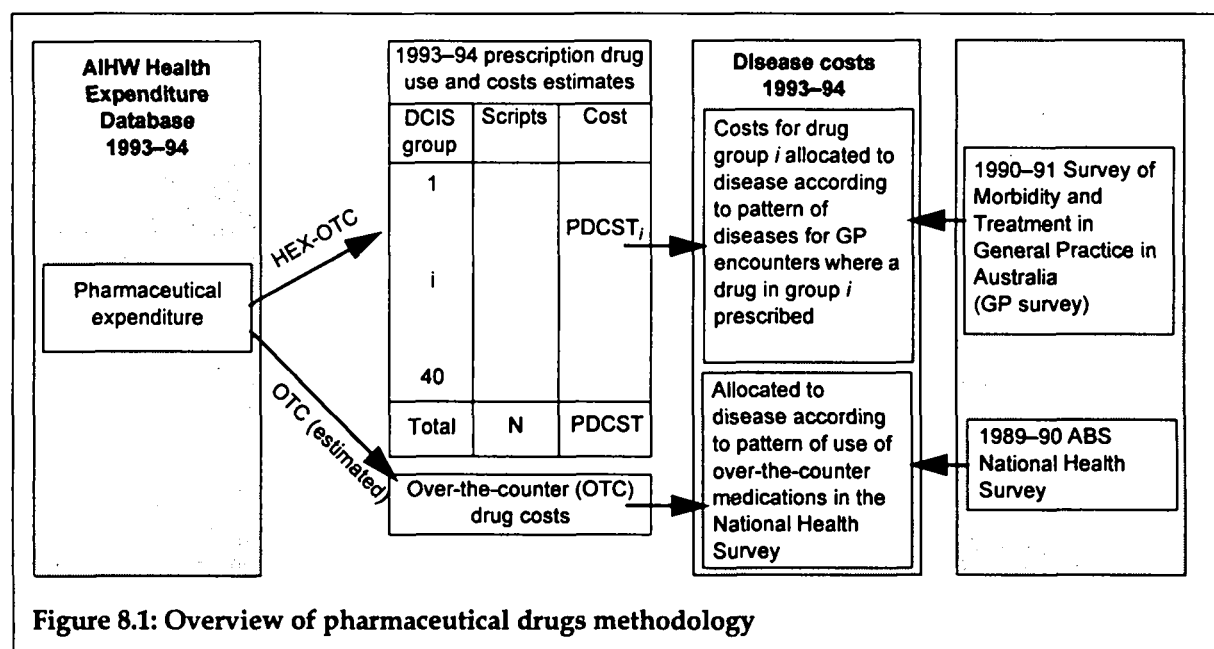 AIHW Health
Expenditure
Database
1993–94
Pharmaceutical
expenditure
HEX-OTC
OTC (estimated)
1993–94 prescription drug
use and costs estimates
DCIS
group
Scripts
Cost
1
PDCSTi
i
40
Total
N
PDCST
Over-the-counter (OTC)
drug costs
Disease costs
1993–94
Costs for drug
group i allocated to
disease according
to pattern of
diseases for GP
encounters where a
drug in group i
prescribed
Allocated to
disease according
to pattern of use of
over-the-counter
medications in the
National Health
Survey
1990–91 Survey of
Morbidity and
Treatment in
General Practice in
Australia
(GP survey)
1989–90 ABS
National Health
Survey
Figure 8.1: Overview of pharmaceutical drugs methodology